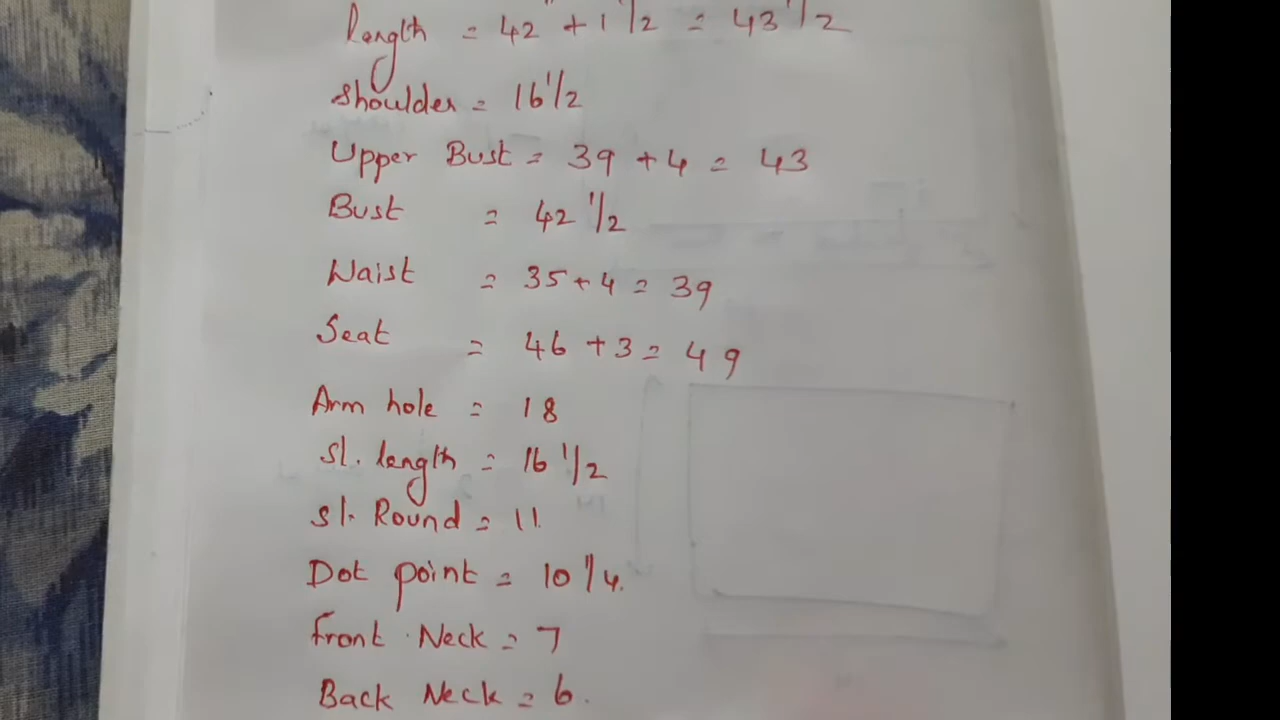 length = 42" + 1 1/2 = 43 1/2
shoulder = 16 1/2
Upper Bust = 39 + 4 = 43
Bust = 42 1/2
Waist = 35 + 4 = 39
Seat = 46 + 3 = 49
Arm hole = 18
Sl. length = 16 1/2
Sl. Round = 11.
Dot point = 10 1/4.
Front Neck = 7
Back Neck = 6.